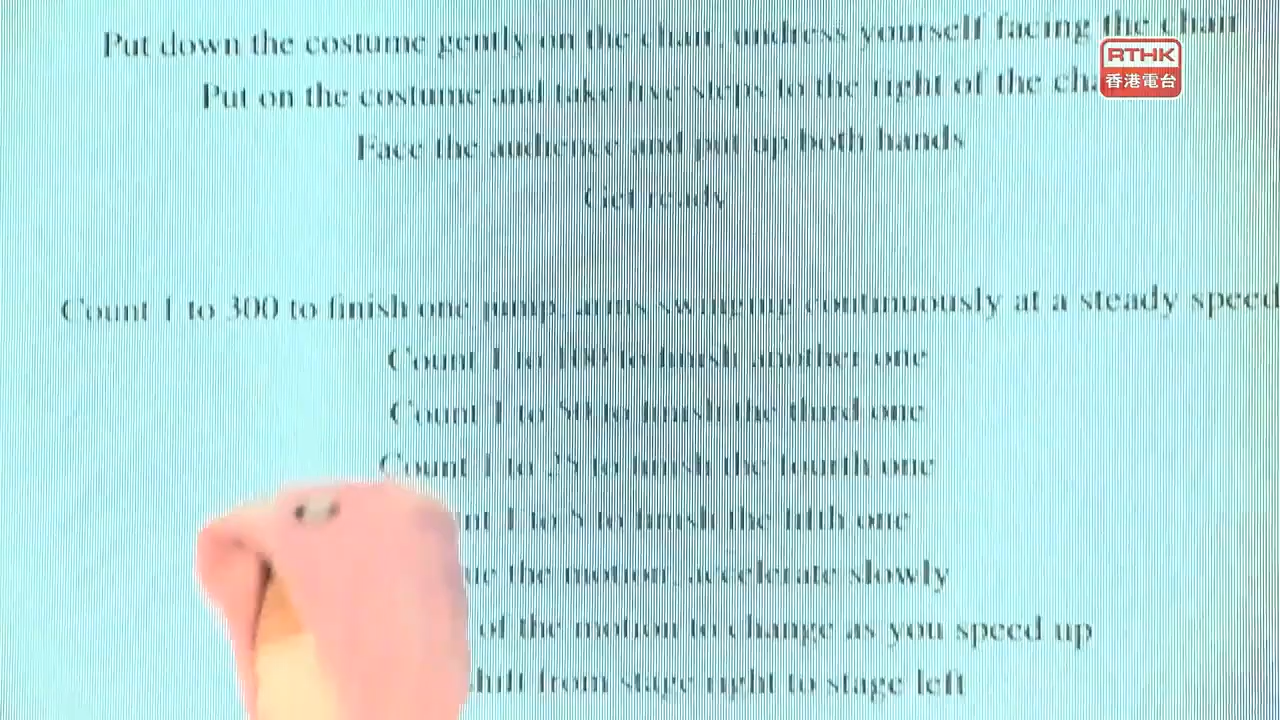 Put down the costume gently on the chair, undress yourself facing the chair
Put on the costume and take five steps to the right of the
RTHK
香港電台
Face the audience and put up both hands
Get ready
Count 1 to 300 to finish one jump, arms swinging continuously at a steady speed
Count 1 to 100 to finish another one
Count 1 to 50 to finish the third one
Count 1 to 25 to finish the fourth one
1 to 5 to finish the fifth one
the motion, accelerate slowly
of the motion to change as you speed up
from stage right to stage left